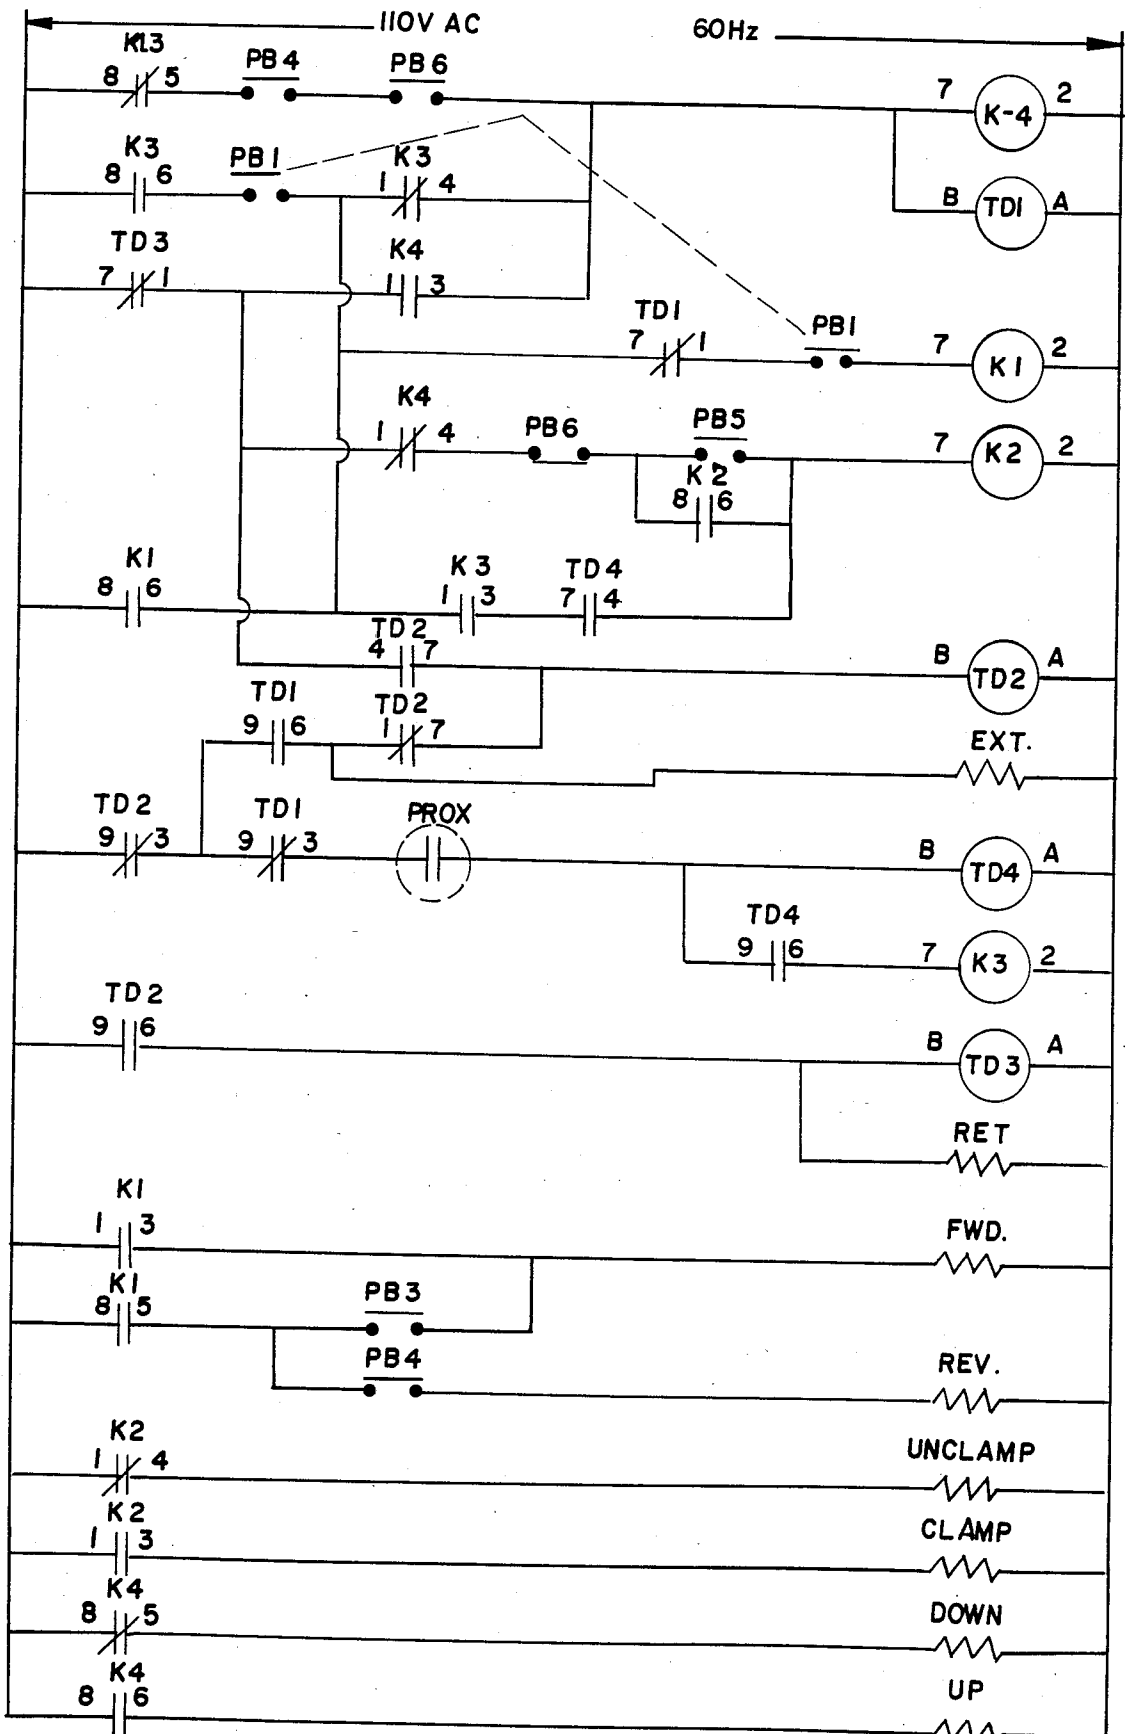 110V AC 60Hz
K13 PB4 PB6
8 5 7 K-4 2
K3 PB1 K3
8 6 1 4 B TD1 A
TD3 K4
7 1 1 3
TD1 PB1
7 1 7 K1 2
K4 PB6 PB5
1 4 7 K2 2
K2
8 6
K1 K3 TD4
8 6 1 3 7 4
TD2
4 7 B TD2 A
TD1 TD2
9 6 1 7 EXT.
TD2 TD1 PROX
9 3 9 3 B TD4 A
TD4
9 6 7 K3 2
TD2
9 6 B TD3 A
RET
K1
1 3 FWD.
K1 PB3
8 5
PB4 REV.
K2
1 4 UNCLAMP
K2
1 3 CLAMP
K4
8 5 DOWN
K4
8 6 UP